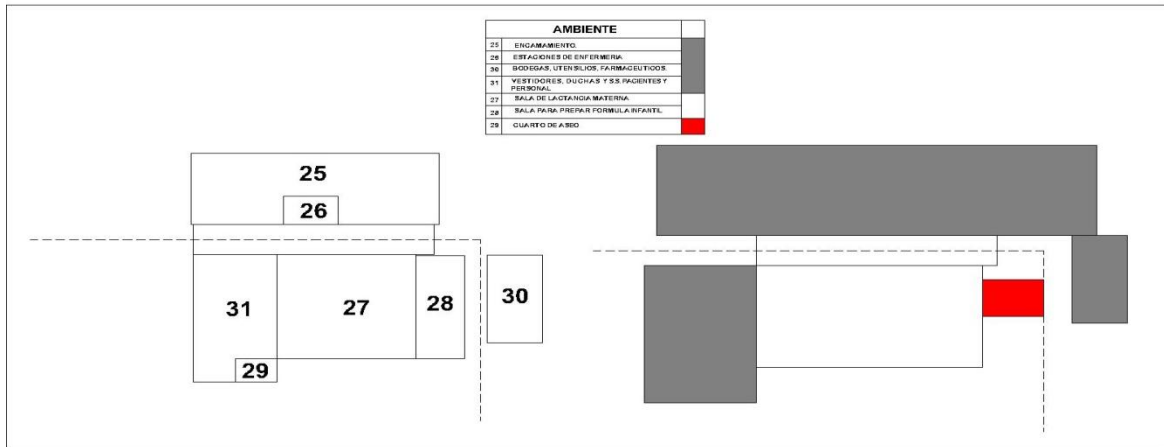 AMBIENTE
25 ENCAMAMIENTO.
26 ESTACIONES DE ENFERMERIA
30 BODEGAS, UTENSILIOS, FARMACEUTICOS.
31 VESTIDORES, DUCHAS Y S.S. PACIENTES Y
PERSONAL
27 SALA DE LACTANCIA MATERNA
28 SALA PARA PREPAR FORMULA INFANTIL
29 CUARTO DE ASEO
25
26
31
27
28
30
29